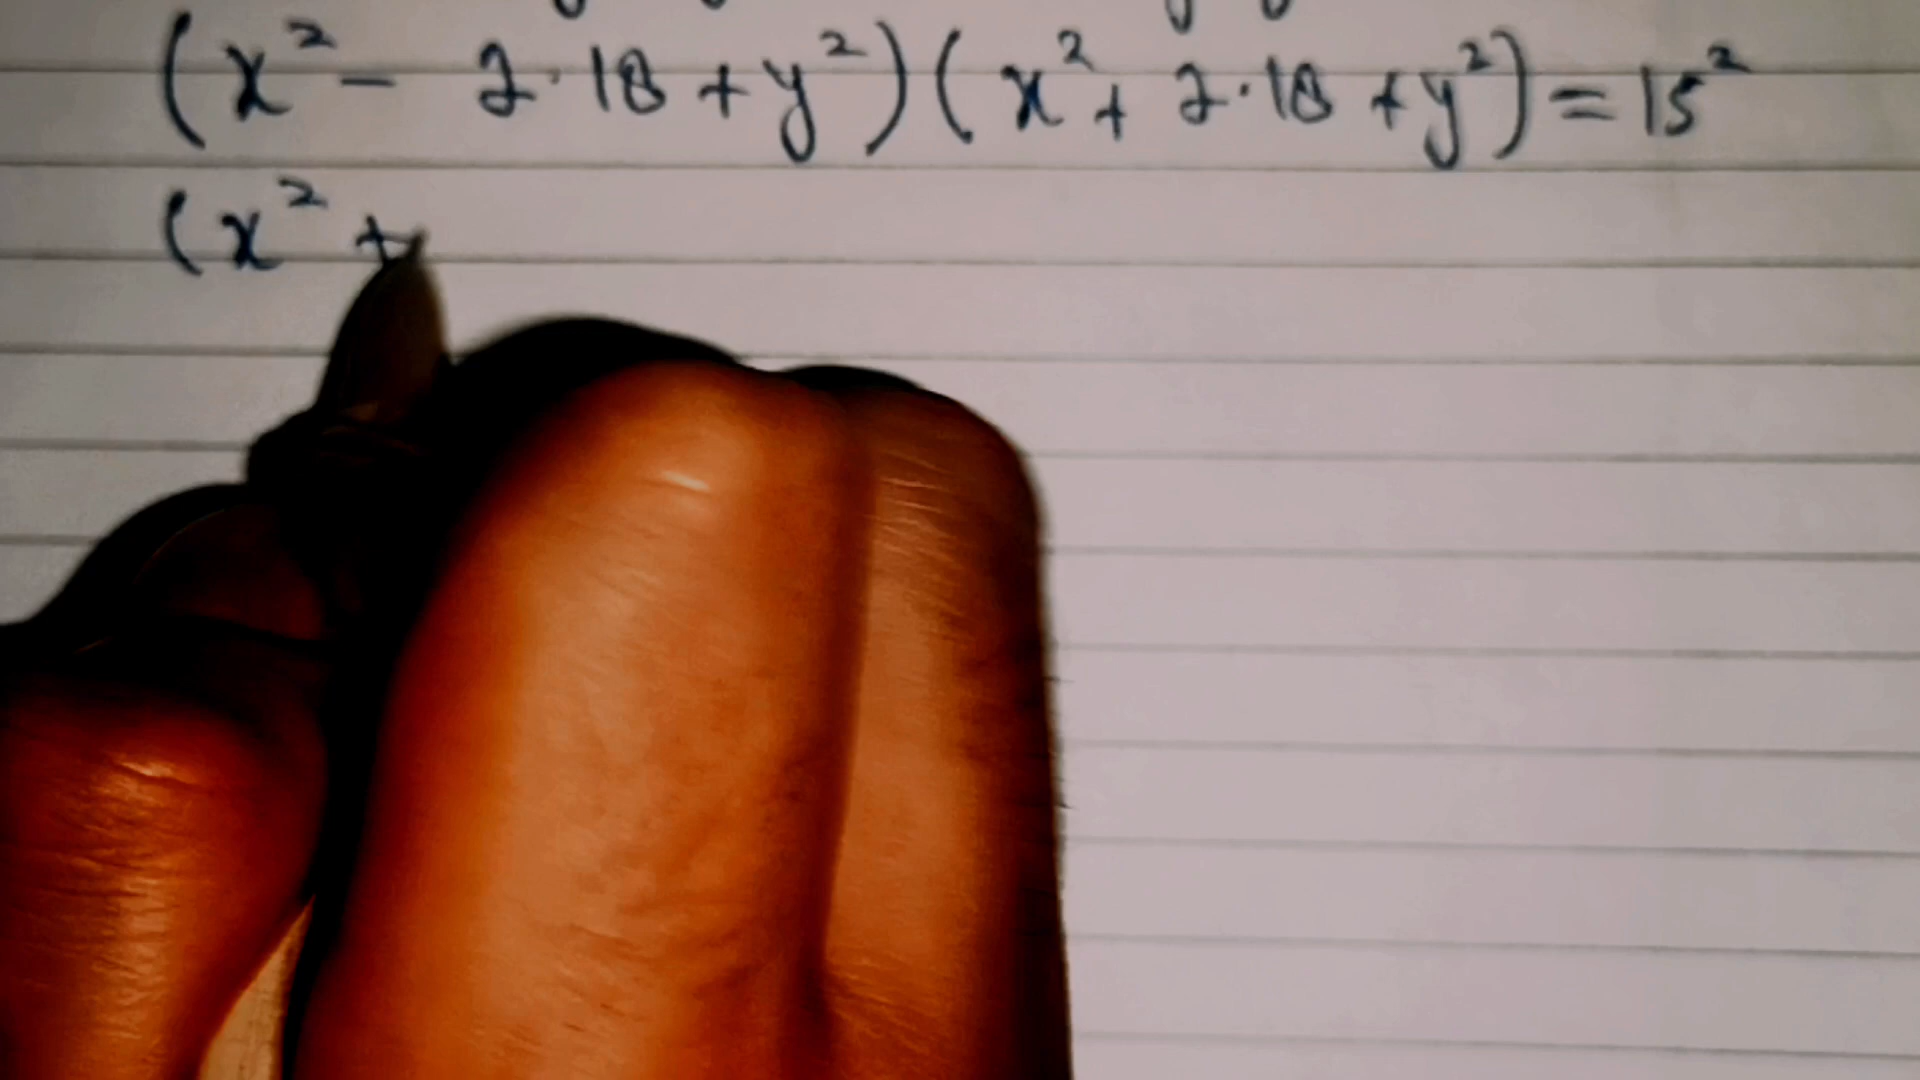 (x² - 2·18 + y²)(x² + 2·18 + y²) = 15²
(x² +